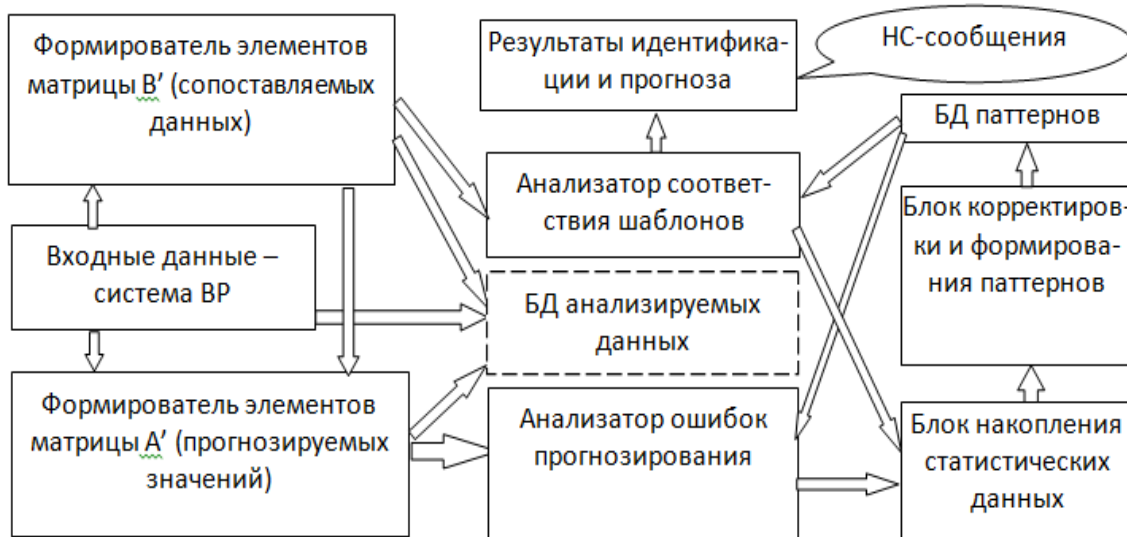 Формирователь элементов
матрицы B’ (сопоставляемых
данных)
Результаты идентифика-
ции и прогноза
НС-сообщения
БД паттернов
Анализатор соответ-
ствия шаблонов
Блок корректиров-
ки и формирова-
ния паттернов
Входные данные –
система ВР
БД анализируемых
данных
Формирователь элементов
матрицы A’ (прогнозируемых
значений)
Анализатор ошибок
прогнозирования
Блок накопления
статистических
данных